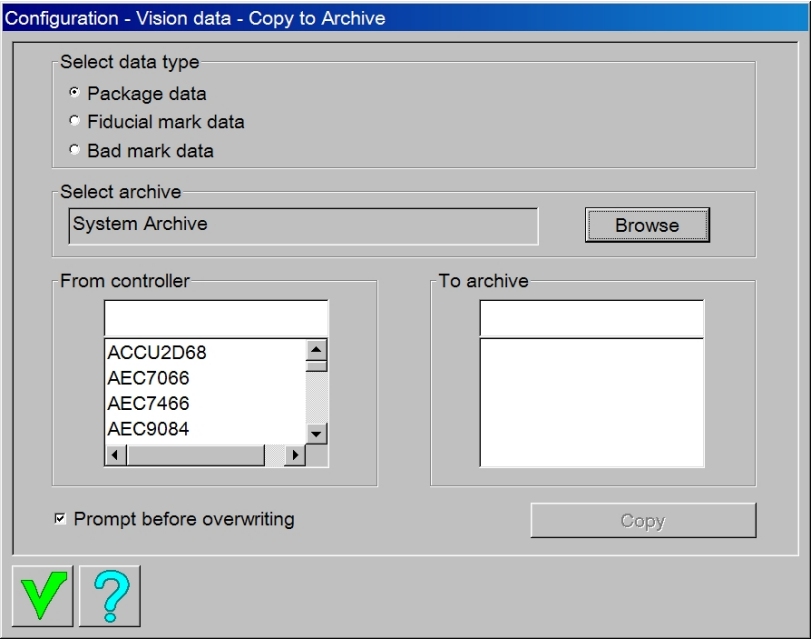 Configuration - Vision data - Copy to Archive
Select data type
Package data
Fiducial mark data
Bad mark data
Select archive
System Archive
Browse
From controller
To archive
ACCU2D68
AEC7066
AEC7466
AEC9084
Prompt before overwriting
Copy
?